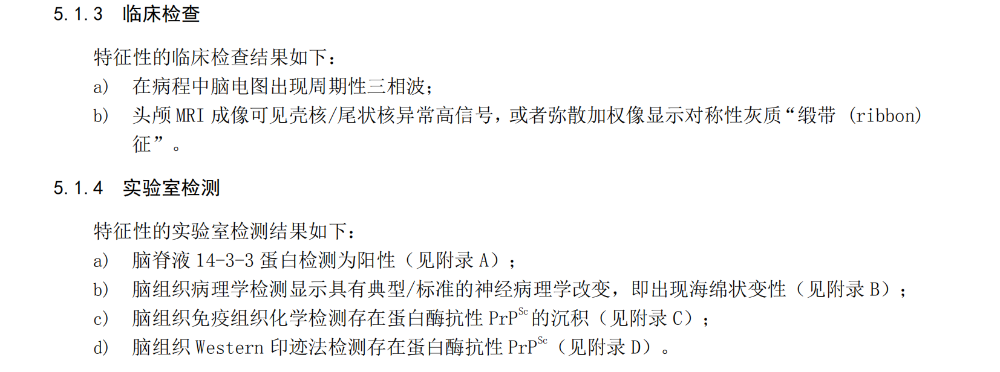 5.1.3 临床检查
特征性的临床检查结果如下：
a) 在病程中脑电图出现周期性三相波；
b) 头颅 MRI 成像可见壳核/尾状核异常高信号，或者弥散加权像显示对称性灰质“缎带 (ribbon)
征”。
5.1.4 实验室检测
特征性的实验室检测结果如下：
a) 脑脊液 14-3-3 蛋白检测为阳性（见附录 A）；
b) 脑组织病理学检测显示具有典型/标准的神经病理学改变，即出现海绵状变性（见附录 B）；
c) 脑组织免疫组织化学检测存在蛋白酶抗性 PrPSc 的沉积（见附录 C）；
d) 脑组织 Western 印迹法检测存在蛋白酶抗性 PrPSc（见附录 D）。